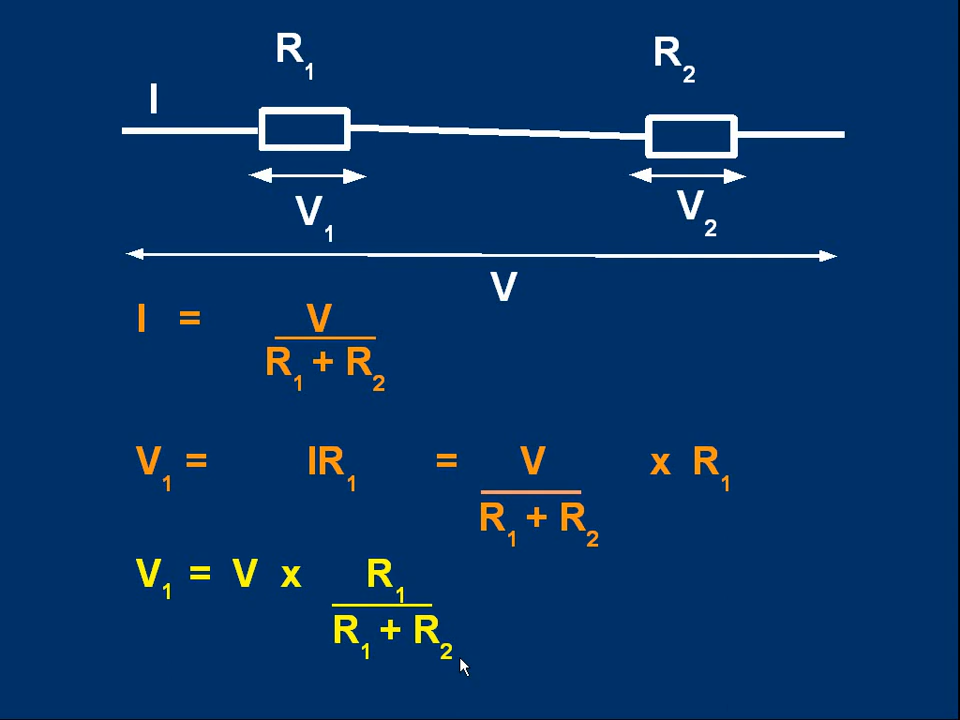 R1 R2
I
V1 V2
V
I = V
R1 + R2
V1 = IR1 = V x R1
R1 + R2
V1 = V x R1
R1 + R2